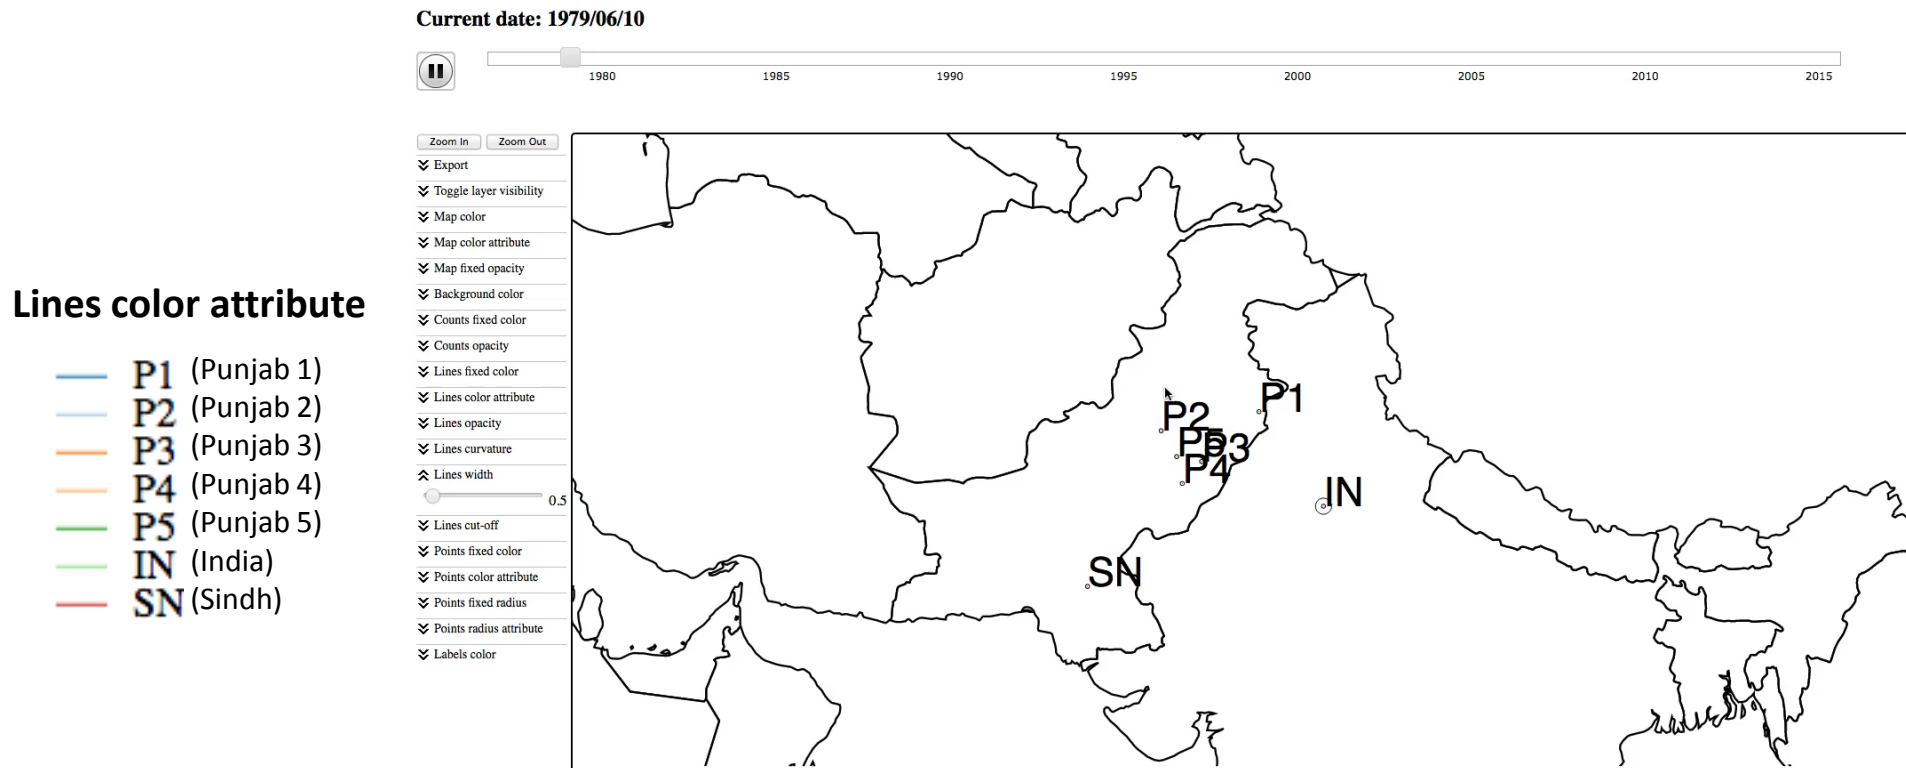 Current date: 1979/06/10
1980 1985 1990 1995 2000 2005 2010 2015
Zoom In Zoom Out
Export
Toggle layer visibility
Map color
Map color attribute
Map fixed opacity
Background color
Counts fixed color
Counts opacity
Lines fixed color
Lines color attribute
Lines opacity
Lines curvature
Lines width
0.5
Lines cut-off
Points fixed color
Points color attribute
Points fixed radius
Points radius attribute
Labels color
Lines color attribute
P1 (Punjab 1)
P2 (Punjab 2)
P3 (Punjab 3)
P4 (Punjab 4)
P5 (Punjab 5)
IN (India)
SN (Sindh)
P1
P2
P5
P3
P4
IN
SN